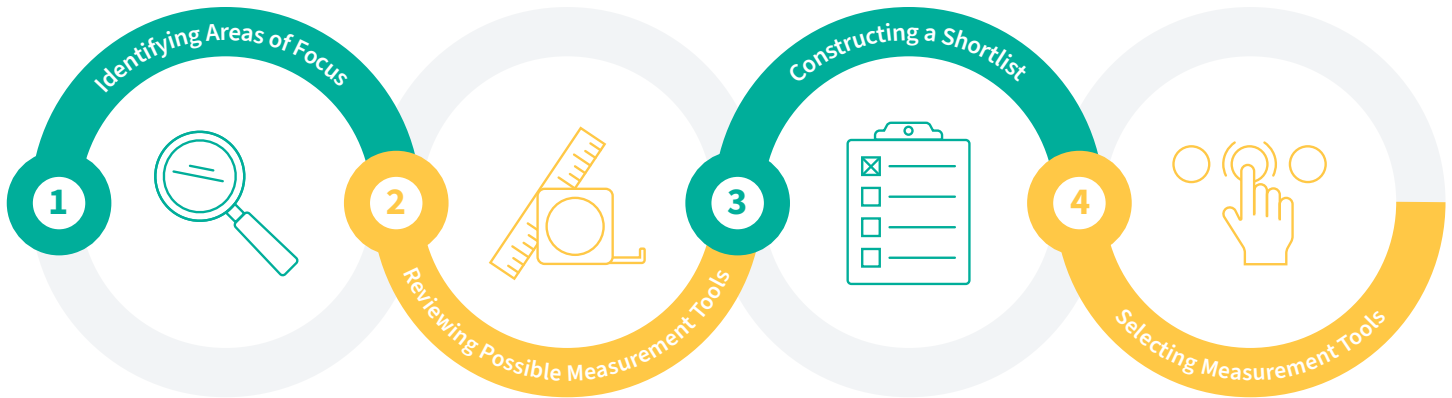 1
Identifying Areas of Focus
2
Reviewing Possible Measurement Tools
3
Constructing a Shortlist
4
Selecting Measurement Tools